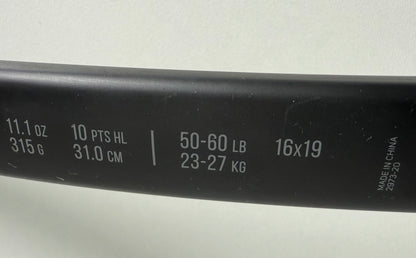 11.1 OZ
315 G
10 PTS HL
31.0 CM
50-60 LB
23-27 KG
16x19
MADE IN CHINA
2973-20